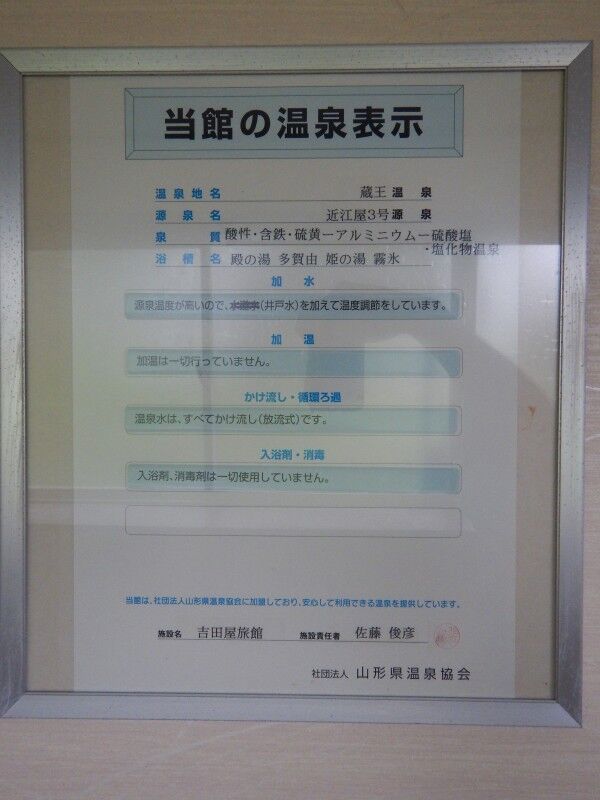 当館の温泉表示
温泉地名 蔵王 温泉
源泉名 近江屋3号 源泉
泉質 酸性・含鉄・硫黄ーアルミニウムー硫酸塩
・塩化物温泉
浴槽名 殿の湯 多賀由 姫の湯 霧氷
加水
源泉温度が高いので、水道水(井戸水)を加えて温度調節をしています。
加温
加温は一切行っていません。
かけ流し・循環ろ過
温泉水は、すべてかけ流し(放流式)です。
入浴剤・消毒
入浴剤、消毒剤は一切使用していません。
当館は、社団法人山形県温泉協会に加盟しており、安心して利用できる温泉を提供しています。
施設名 吉田屋旅館 施設責任者 佐藤 俊彦
社団法人 山形県温泉協会